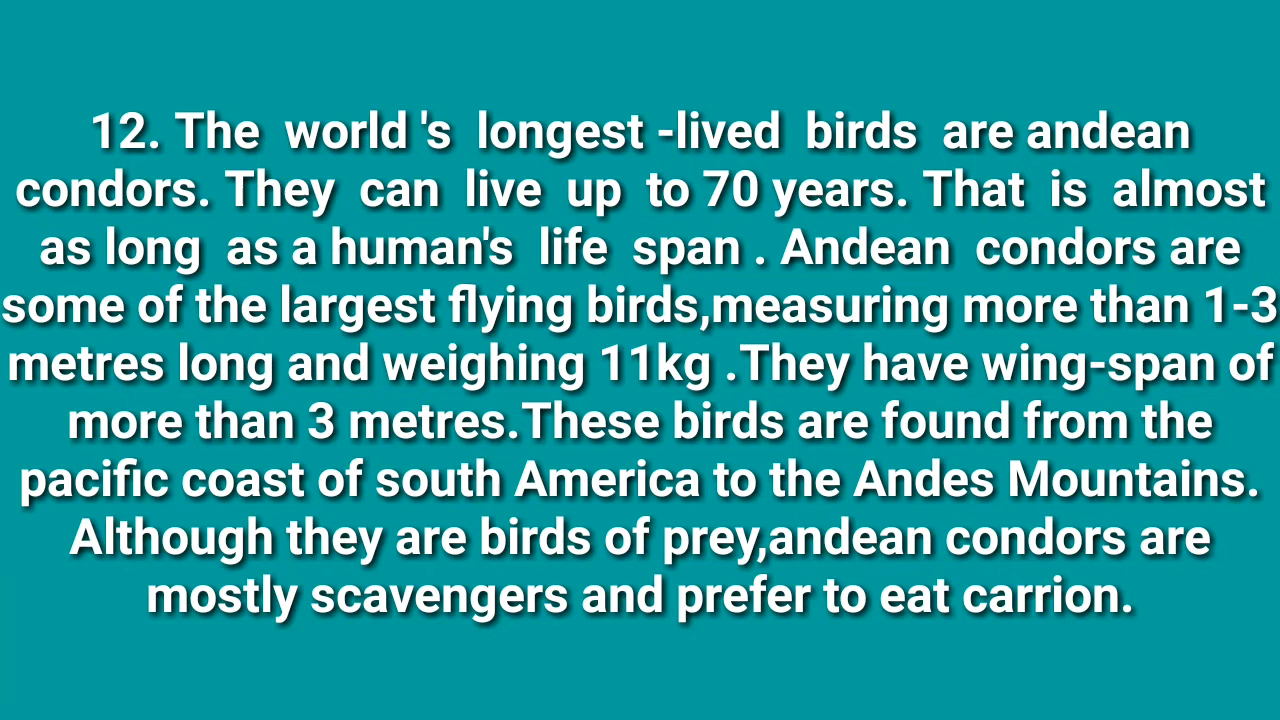 12. The world 's longest -lived birds are andean
condors. They can live up to 70 years. That is almost
as long as a human's life span . Andean condors are
some of the largest flying birds,measuring more than 1-3
metres long and weighing 11kg .They have wing-span of
more than 3 metres.These birds are found from the
pacific coast of south America to the Andes Mountains.
Although they are birds of prey,andean condors are
mostly scavengers and prefer to eat carrion.